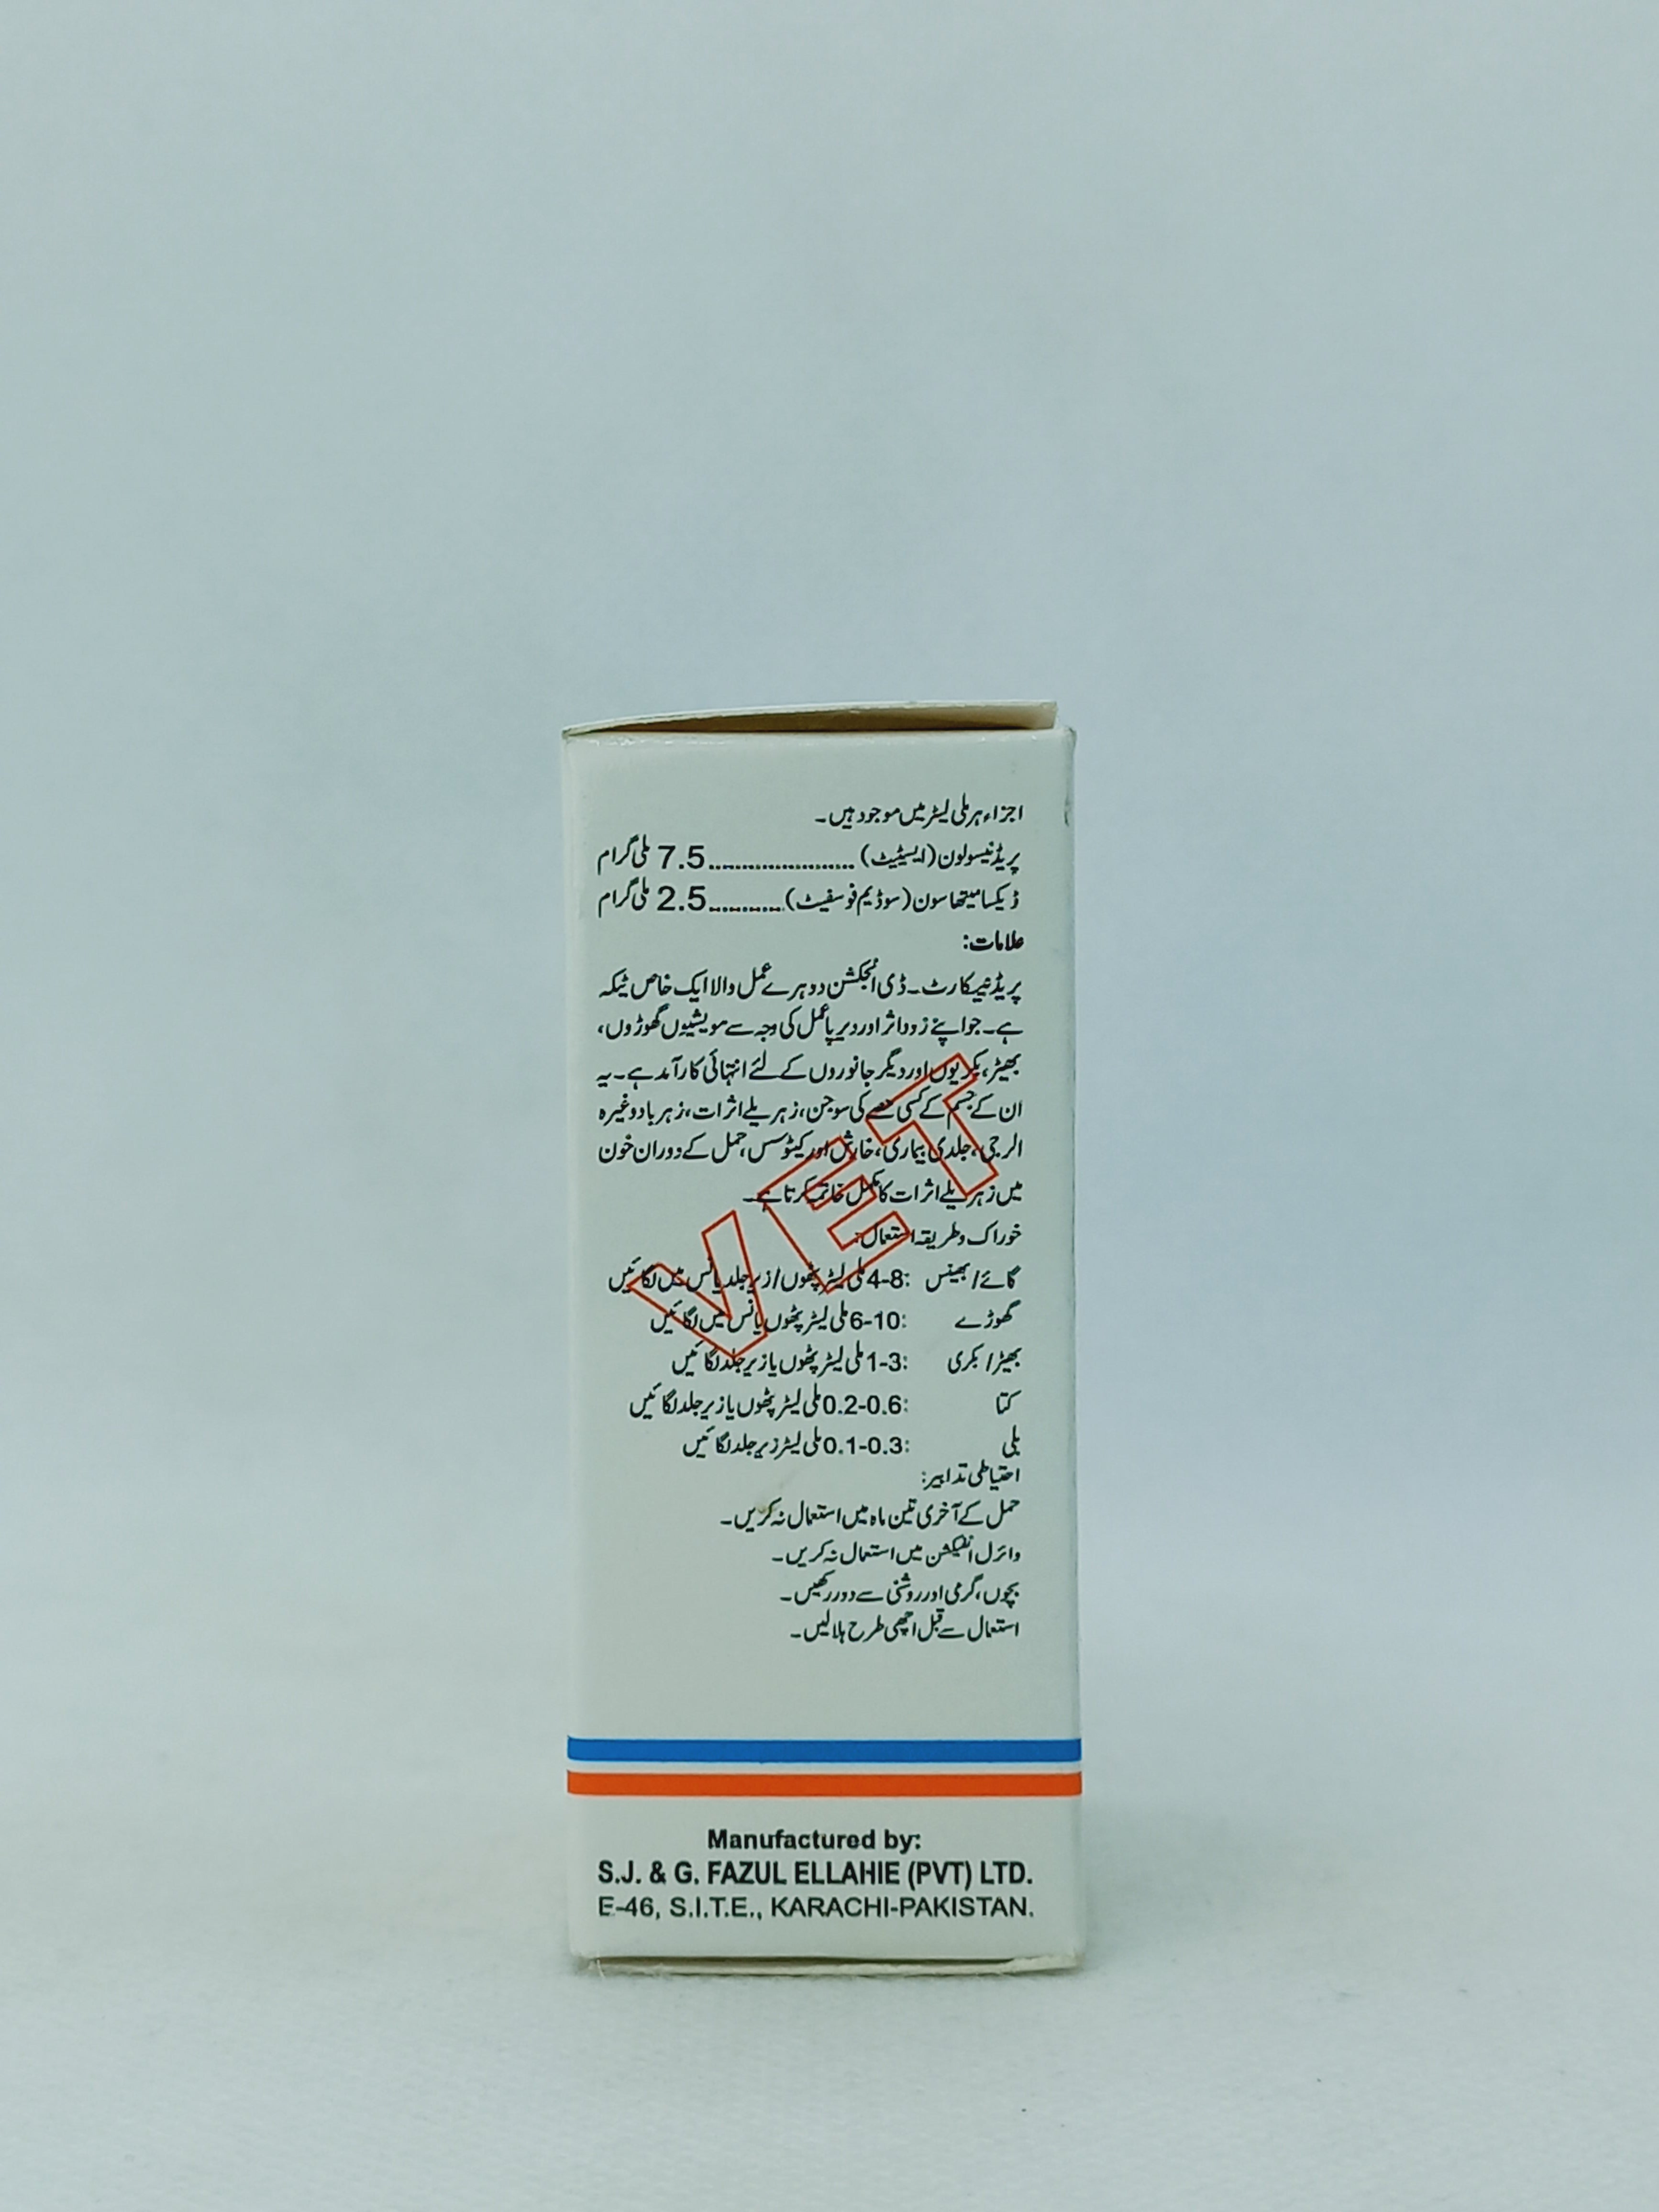 اجزاء ہر ملی لیٹر میں موجود ہیں۔
پریڈنیسولون (ایسیٹیٹ) ...................... 7.5 ملی گرام
ڈیکسامیتھاسون (سوڈیم فوسفیٹ) ........... 2.5 ملی گرام
علامات:
پریڈنیسکارٹ۔ڈی انجکشن دوہرے عمل والا ایک خاص ٹیکہ
ہے۔ جو اپنے زود اثر اور دیرپا عمل کی وجہ سے مویشیوں گھوڑوں،
بھیڑ، بکریوں اور دیگر جانوروں کے لئے انتہائی کارآمد ہے۔ یہ
ان کے جسم کے کسی حصے کی سوجن، زہریلے اثرات، زہرباد وغیرہ
الرجی، جلدی بیماری، خارش اور کیٹوسس، حمل کے دوران خون
میں زہریلے اثرات کا مکمل خاتمہ کرتا ہے۔
خوراک و طریقہ استعمال:
گائے/ بھینس :4-8 ملی لیٹر پٹھوں/ زیر جلد یا نس میں لگائیں
گھوڑے :6-10 ملی لیٹر پٹھوں یا نس میں لگائیں
بھیڑ/ بکری :1-3 ملی لیٹر پٹھوں یا زیر جلد لگائیں
کتا :0.2-0.6 ملی لیٹر پٹھوں یا زیر جلد لگائیں
بلی :0.1-0.3 ملی لیٹر زیر جلد لگائیں
احتیاطی تدابیر:
حمل کے آخری تین ماہ میں استعمال نہ کریں۔
وائرل انفیکشن میں استعمال نہ کریں۔
بچوں، گرمی اور روشنی سے دور رکھیں۔
استعمال سے قبل اچھی طرح ہلالیں۔
VET
Manufactured by:
S.J. & G. FAZUL ELLAHIE (PVT) LTD.
E-46, S.I.T.E., KARACHI-PAKISTAN.